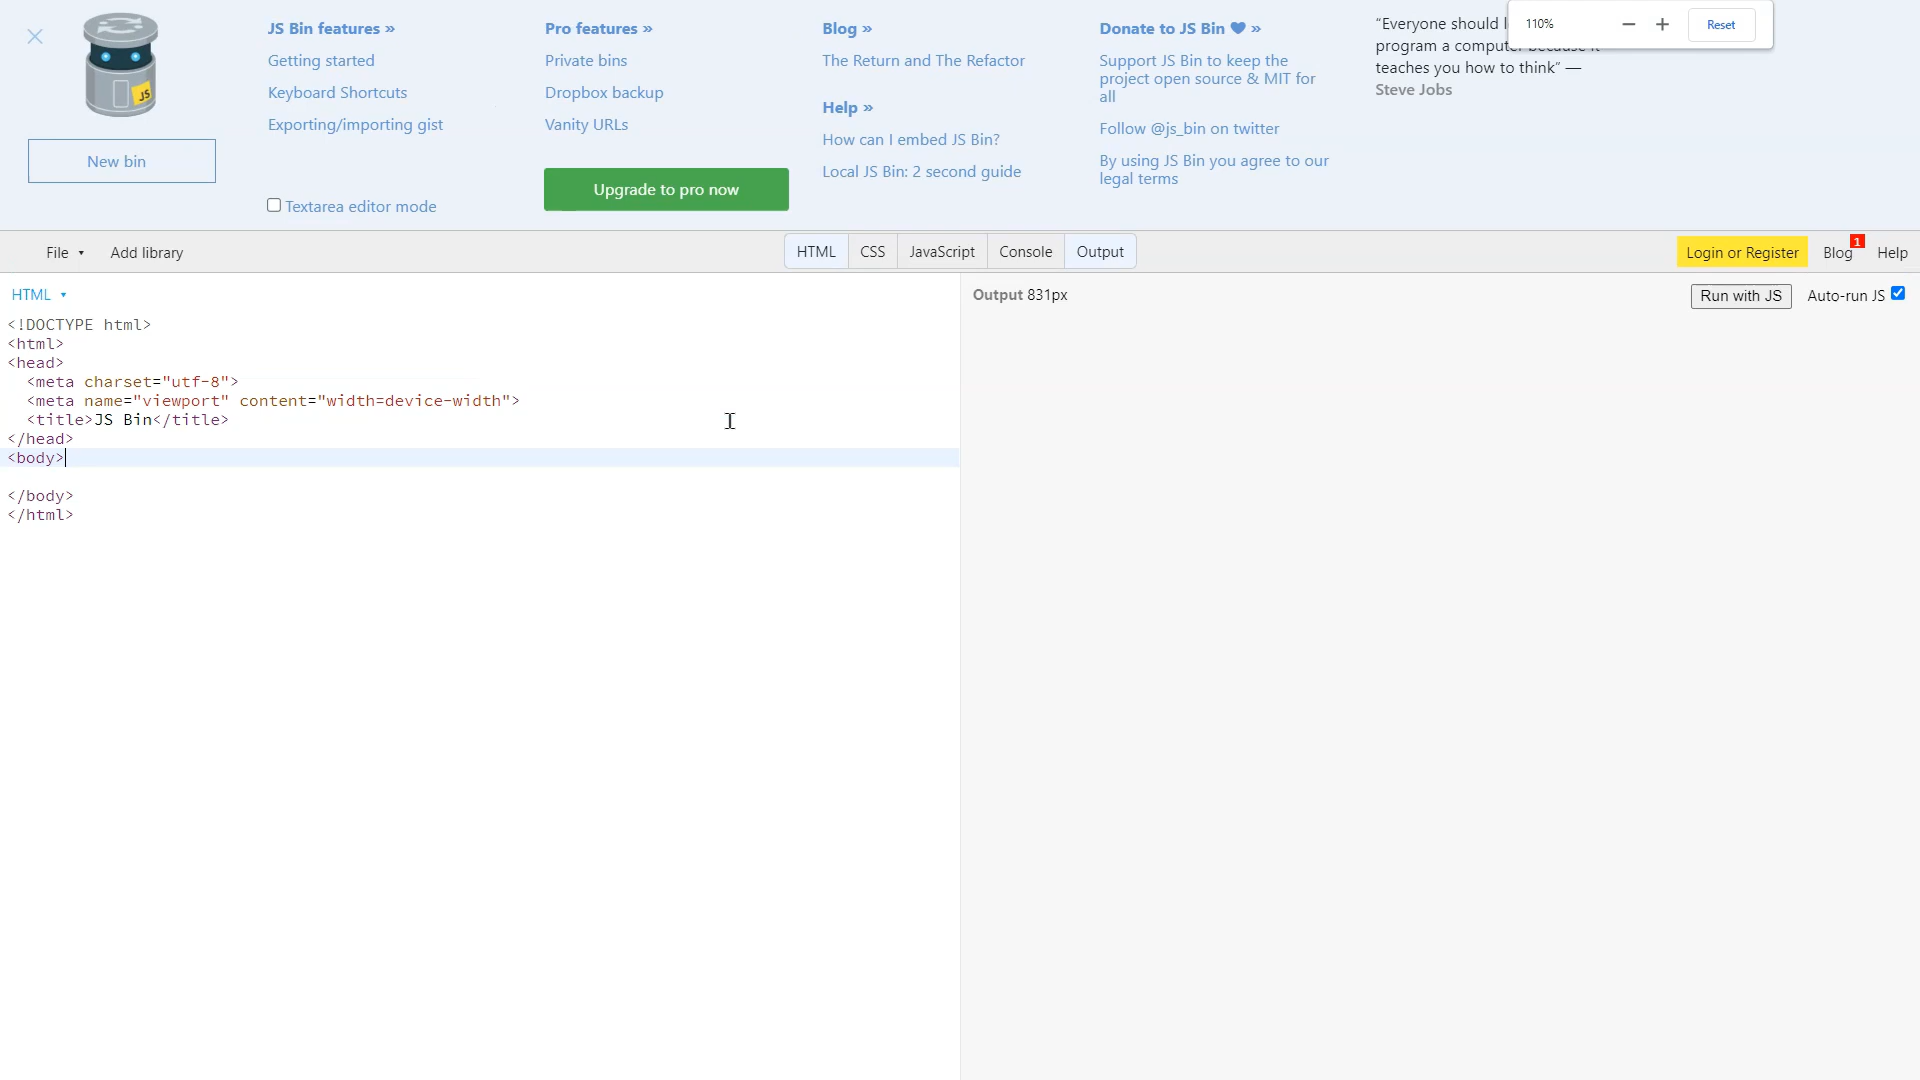 JS Bin features »
Getting started
Keyboard Shortcuts
Exporting/importing gist
Textarea editor mode
Pro features »
Private bins
Dropbox backup
Vanity URLs
Upgrade to pro now
Blog »
The Return and The Refactor
Help »
How can I embed JS Bin?
Local JS Bin: 2 second guide
Donate to JS Bin ♥ »
Support JS Bin to keep the
project open source & MIT for
all
Follow @js_bin on twitter
By using JS Bin you agree to our
legal terms
“Everyone should
program a computer because it
teaches you how to think” —
Steve Jobs
110%
Reset
JS
New bin
File
Add library
HTML
CSS
JavaScript
Console
Output
Login or Register
Blog
1
Help
HTML
<!DOCTYPE html>
<html>
<head>
<meta charset="utf-8">
<meta name="viewport" content="width=device-width">
<title>JS Bin</title>
</head>
<body>
</body>
</html>
Output 831px
Run with JS
Auto-run JS